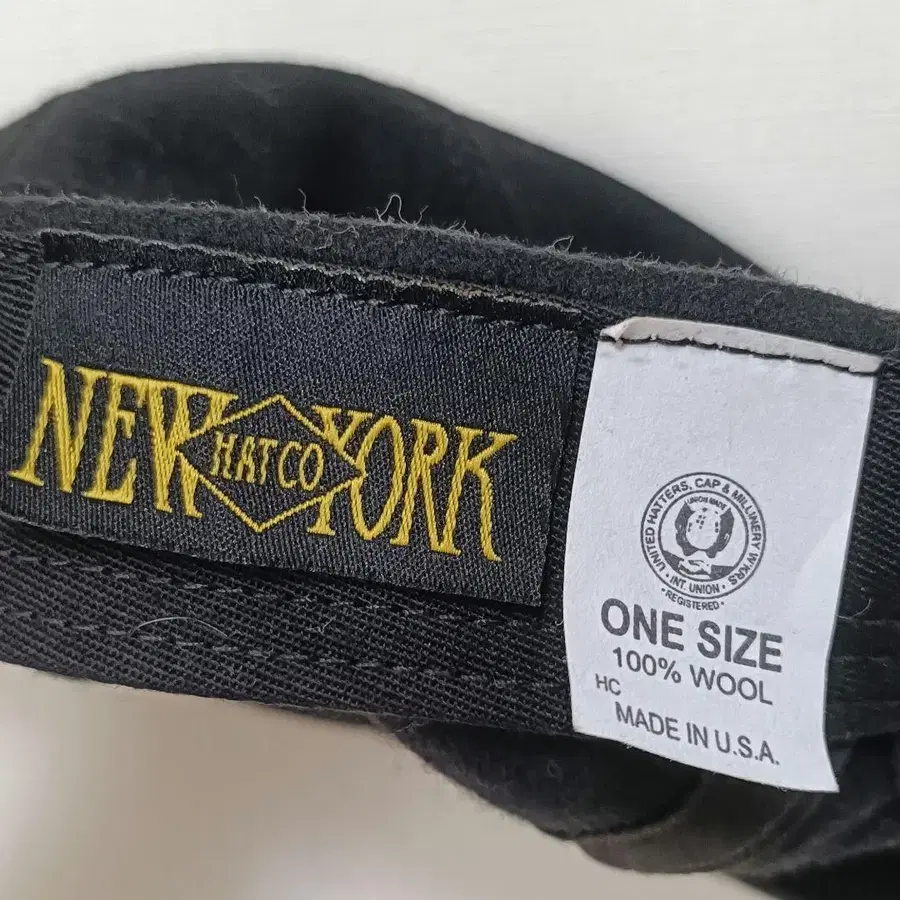 NEW HAT CO YORK
UNITED HATTERS, CAP & MILLINERY W'KRS
UNION MADE
· INT. UNION ·
· REGISTERED ·
ONE SIZE
100% WOOL
HC
MADE IN U.S.A.